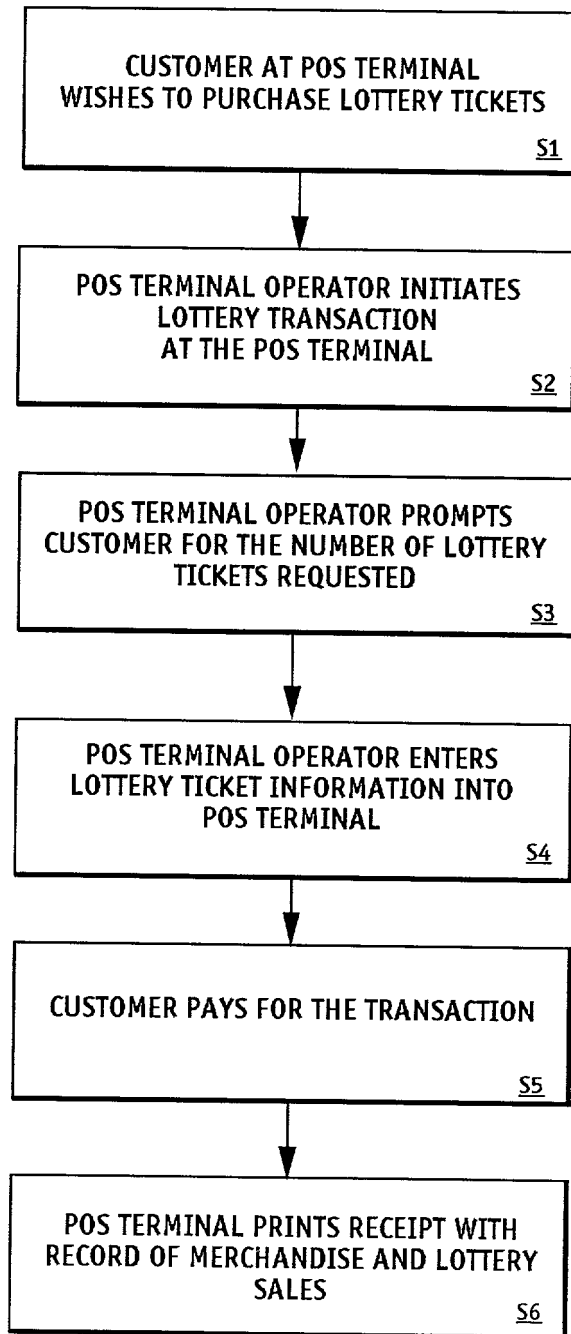 CUSTOMER AT POS TERMINAL
WISHES TO PURCHASE LOTTERY TICKETS
S1
POS TERMINAL OPERATOR INITIATES
LOTTERY TRANSACTION
AT THE POS TERMINAL
S2
POS TERMINAL OPERATOR PROMPTS
CUSTOMER FOR THE NUMBER OF LOTTERY
TICKETS REQUESTED
S3
POS TERMINAL OPERATOR ENTERS
LOTTERY TICKET INFORMATION INTO
POS TERMINAL
S4
CUSTOMER PAYS FOR THE TRANSACTION
S5
POS TERMINAL PRINTS RECEIPT WITH
RECORD OF MERCHANDISE AND LOTTERY
SALES
S6